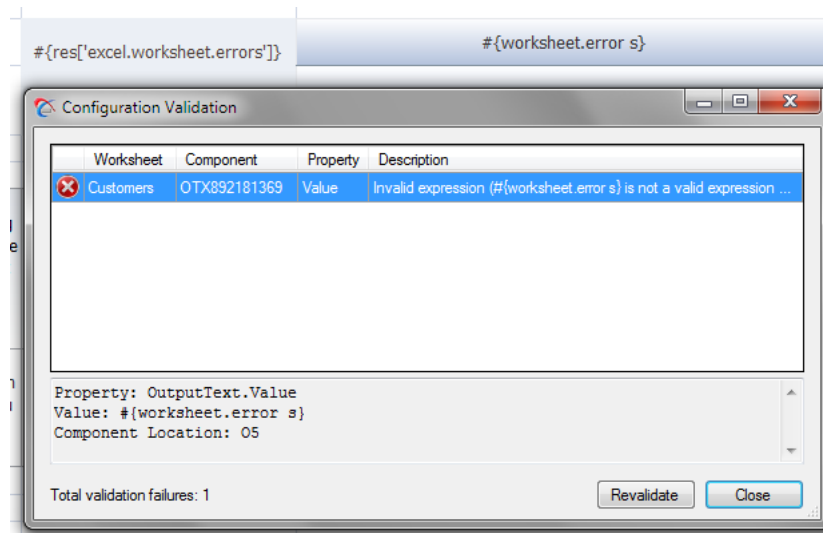 #{res['excel.worksheet.errors']}
#{worksheet.error s}
Configuration Validation
Worksheet Component Property Description
Customers OTX892181369 Value Invalid expression (#{worksheet.error s} is not a valid expression ...
Property: OutputText.Value
Value: #{worksheet.error s}
Component Location: O5
Total validation failures: 1
Revalidate Close